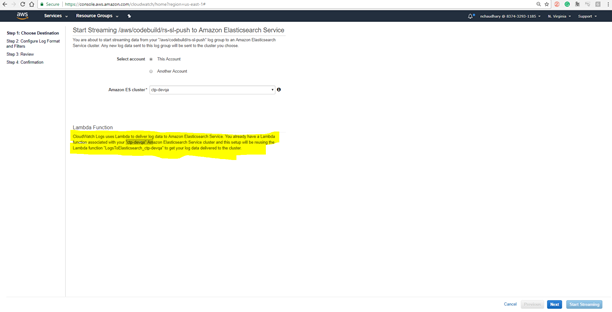 Secure https://console.aws.amazon.com/cloudwatch/home?region=us-east-1#
aws Services Resource Groups N. Virginia Support
Step 1: Choose Destination
Step 2: Configure Log Format
and Filters
Step 3: Review
Step 4: Confirmation
Start Streaming /aws/codebuild/rs-sl-push to Amazon Elasticsearch Service
You are about to start streaming data from your "/aws/codebuild/rs-sl-push" log group to an Amazon Elasticsearch
Service cluster. Any new log data sent to this log group will be sent to the cluster you choose.
Select account This Account
Another Account
Amazon ES cluster*
Lambda Function
CloudWatch Logs uses Lambda to deliver log data to Amazon Elasticsearch Service. You already have a Lambda
function associated with your Amazon Elasticsearch Service cluster and this setup will be reusing the
Lambda function to get your log data delivered to the cluster.
Cancel Previous Next Start Streaming